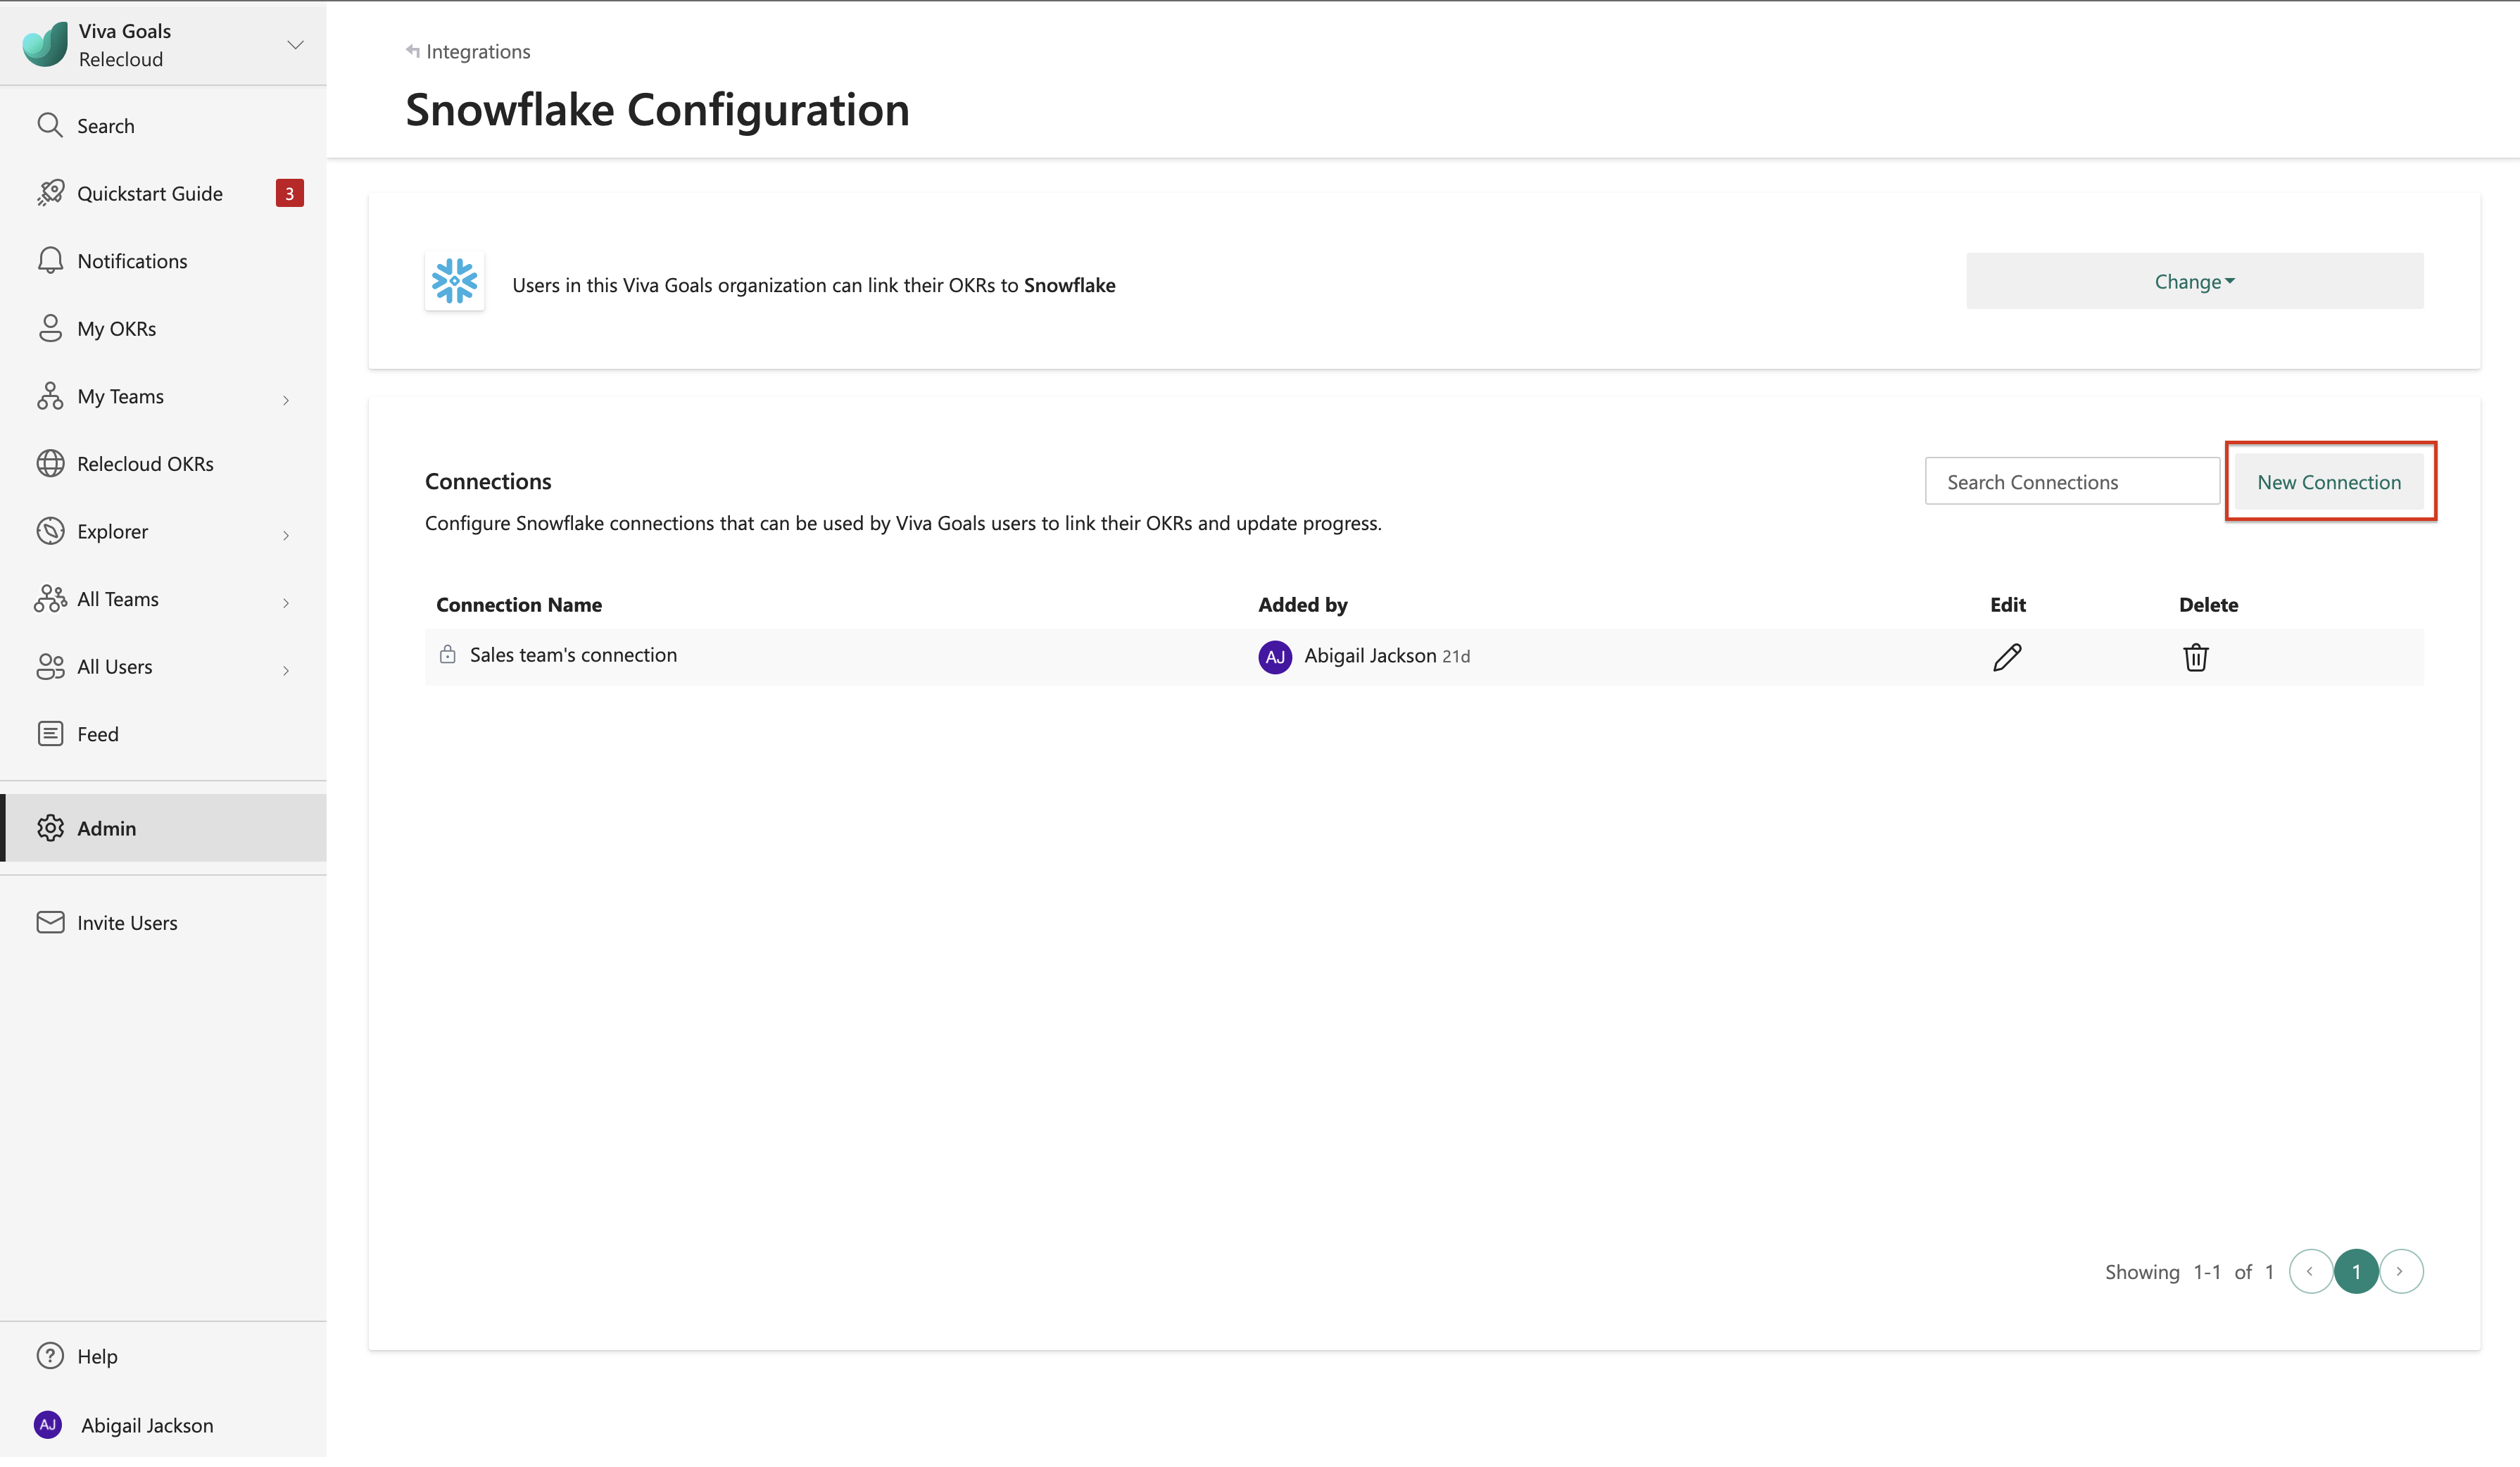 Viva Goals
Relecloud
Search
Quickstart Guide 3
Notifications
My OKRs
My Teams
Relecloud OKRs
Explorer
All Teams
All Users
Feed
Admin
Invite Users
Help
AJ Abigail Jackson
Integrations
Snowflake Configuration
Users in this Viva Goals organization can link their OKRs to Snowflake
Change
Connections
Search Connections
New Connection
Configure Snowflake connections that can be used by Viva Goals users to link their OKRs and update progress.
Connection Name Added by Edit Delete
Sales team's connection AJ Abigail Jackson 21d
Showing 1-1 of 1 1